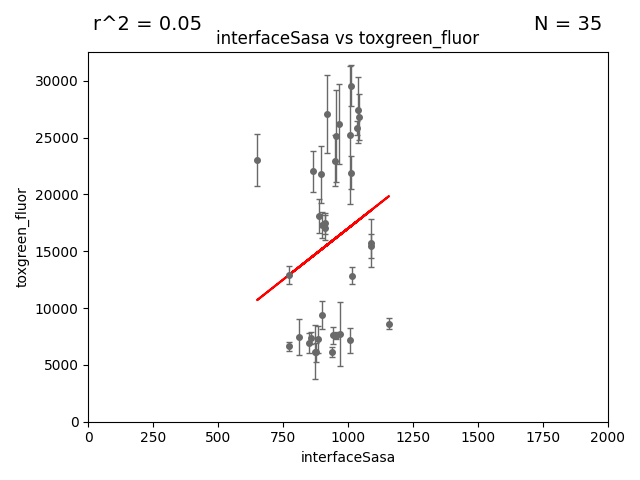 r^2 = 0.05 N = 35
interfaceSasa vs toxgreen_fluor
30000
25000
20000
15000
10000
5000
0
toxgreen_fluor
0 250 500 750 1000 1250 1500 1750 2000
interfaceSasa